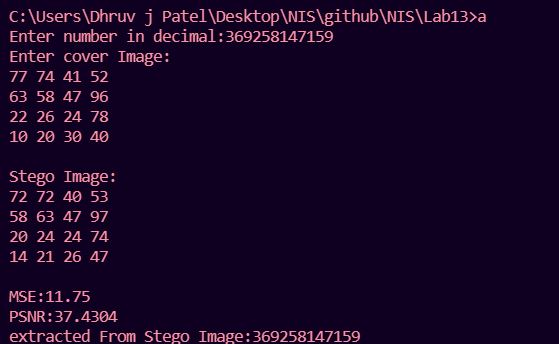 C:\Users\Dhruv j Patel\Desktop\NIS\github\NIS\Lab13>a
Enter number in decimal:369258147159
Enter cover Image:
77 74 41 52
63 58 47 96
22 26 24 78
10 20 30 40
Stego Image:
72 72 40 53
58 63 47 97
20 24 24 74
14 21 26 47
MSE:11.75
PSNR:37.4304
extracted From Stego Image:369258147159